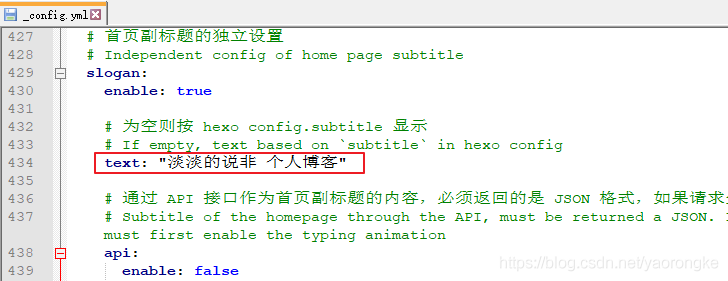 _config.yml
427 # 首页副标题的独立设置
428 # Independent config of home page subtitle
429 slogan:
430 enable: true
431
432 # 为空则按 hexo config.subtitle 显示
433 # If empty, text based on `subtitle` in hexo config
434 text: "淡淡的说非 个人博客"
435
436 # 通过 API 接口作为首页副标题的内容，必须返回的是 JSON 格式，如果请求
437 # Subtitle of the homepage through the API, must be returned a JSON.
must first enable the typing animation
438 api:
439 enable: false
https://blog.csdn.net/yaorongke